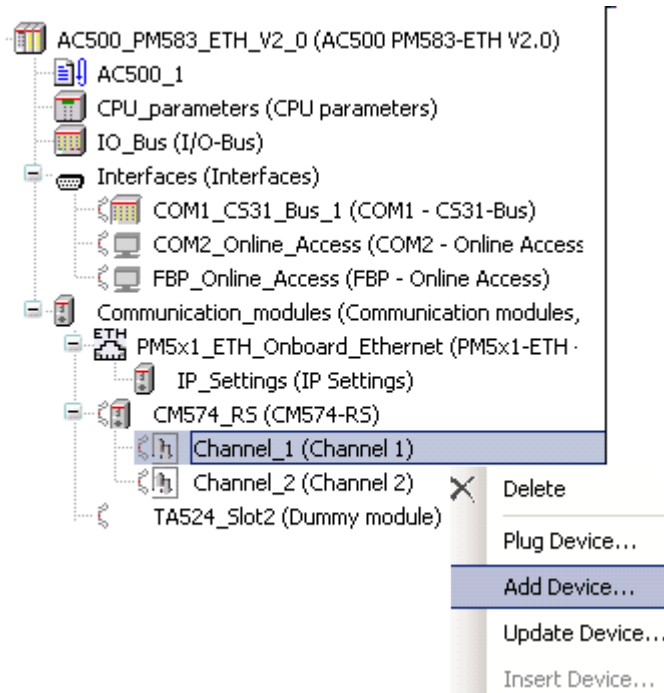 AC500_PM583_ETH_V2_0 (AC500 PM583-ETH V2.0)
AC500_1
CPU_parameters (CPU parameters)
IO_Bus (I/O-Bus)
Interfaces (Interfaces)
COM1_CS31_Bus_1 (COM1 - CS31-Bus)
COM2_Online_Access (COM2 - Online Access
FBP_Online_Access (FBP - Online Access)
Communication_modules (Communication modules,
ETH
PM5x1_ETH_Onboard_Ethernet (PM5x1-ETH -
IP_Settings (IP Settings)
CM574_RS (CM574-RS)
Channel_1 (Channel 1)
Channel_2 (Channel 2)
TA524_Slot2 (Dummy module)
Delete
Plug Device...
Add Device...
Update Device...
Insert Device...